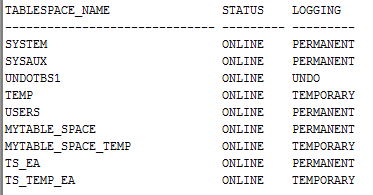 TABLESPACE_NAME STATUS LOGGING
------------------------------ --------- ---------
SYSTEM ONLINE PERMANENT
SYSAUX ONLINE PERMANENT
UNDOTBS1 ONLINE UNDO
TEMP ONLINE TEMPORARY
USERS ONLINE PERMANENT
MYTABLE_SPACE ONLINE PERMANENT
MYTABLE_SPACE_TEMP ONLINE TEMPORARY
TS_EA ONLINE PERMANENT
TS_TEMP_EA ONLINE TEMPORARY